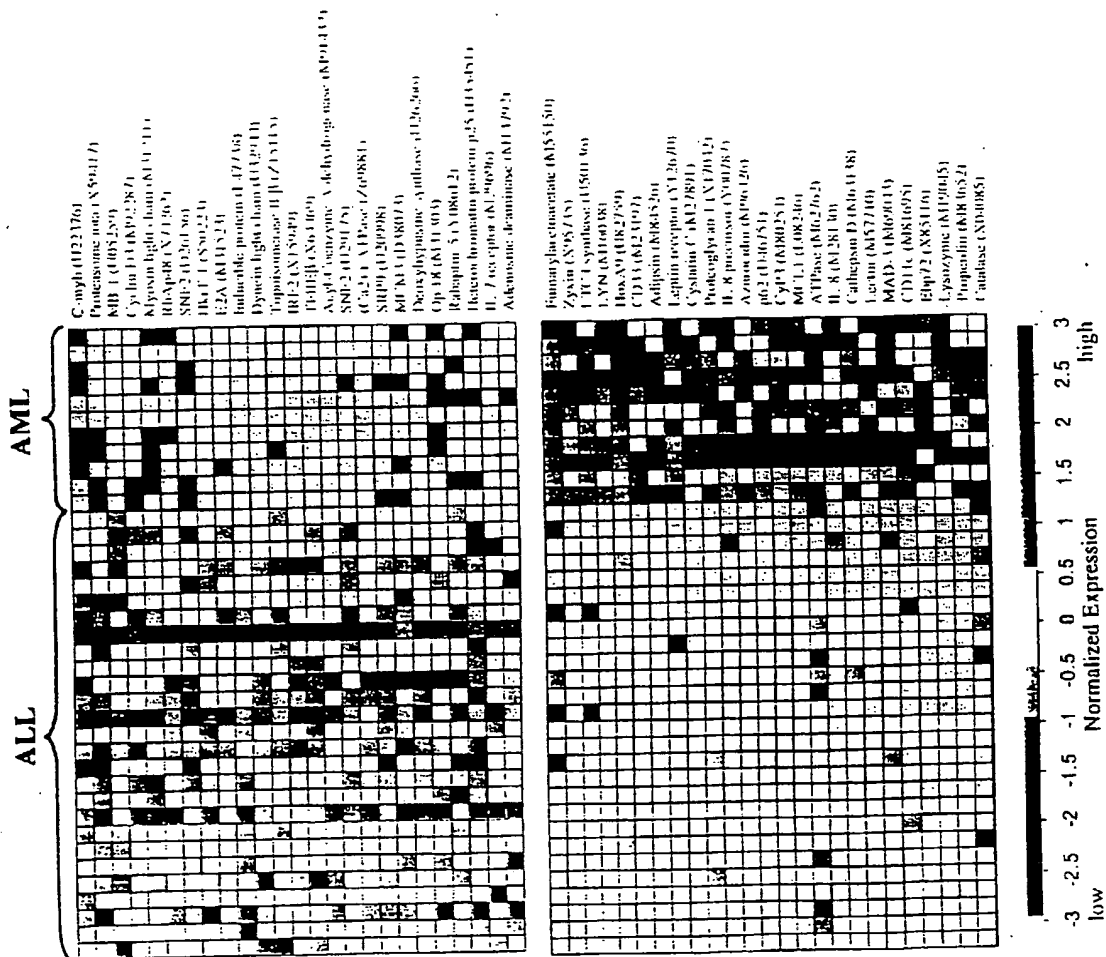 ALL
AML
C-myb (U22376)
Proteasome iota (X59417)
MB-1 (U05259)
Cyclin D3 (M92287)
Myosin light chain
RbAp48 (X74262)
SNF2 (D26156)
HkrT-1 (S50223)
E2A (M31523)
Inducible protein (L47738)
Dynein light chain (U32944)
Topoisomerase II β (Z15115)
IRF2 (X15949)
TFIIEβ (X63469)
Acyl-Coenzyme A dehydrogenase (M91432)
SNF2 (U29175)
(Ca2+)-ATPase (Z69881)
SRP9 (U20998)
MCM3 (D38073)
Deoxyhypusine synthase (U26266)
Op 18 (M31303)
Rabaptin-5 (Y08612)
Heterochromatin protein p25 (U35451)
IL-7 receptor (M29696)
Adenosine deaminase (M13792)
Fumarylacetoacetate (M55150)
Zyxin (X95735)
LTC4 synthase (U50136)
LYN (M16038)
HoxA9 (U82759)
CD33 (M23197)
Adipsin (M84526)
Leptin receptor (Y12670)
Cystatin C (M27891)
Proteoglycan 1 (X17042)
IL-8 precursor (Y00787)
Azurocidin (M96326)
p62 (U46751)
CyP3 (M80254)
MCL1 (L08246)
ATPase (M62762)
IL-8 (M28130)
Cathepsin D (M63138)
Lectin (M57710)
MAD-3 (M69043)
CD11c (M81695)
Ebp72 (X85116)
Lysozyme (M19045)
Properdin (M83652)
Catalase (X04085)
-3 -2.5 -2 -1.5 -1 -0.5 0 0.5 1 1.5 2 2.5 3
low
Normalized Expression
high